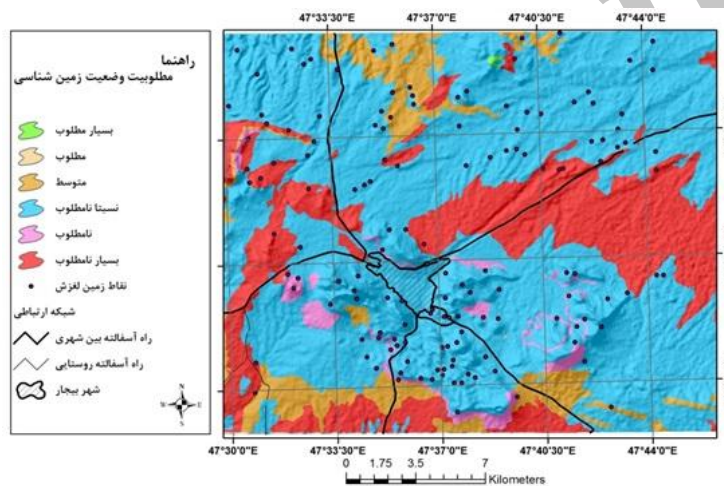 47°33'30"E 47°37'0"E 47°40'30"E 47°44'0"E
راهنما
مطلوبیت وضعیت زمین شناسی
بسیار مطلوب
مطلوب
متوسط
نسبتا نامطلوب
نامطلوب
بسیار نامطلوب
نقاط زمین لغزش
شبکه ارتباطی
راه آسفالته بین شهری
راه آسفالته روستایی
شهر بیجار
N
W E
S
47°30'0"E 47°33'30"E 47°37'0"E 47°40'30"E 47°44'0"E
0 1.75 3.5 7
Kilometers